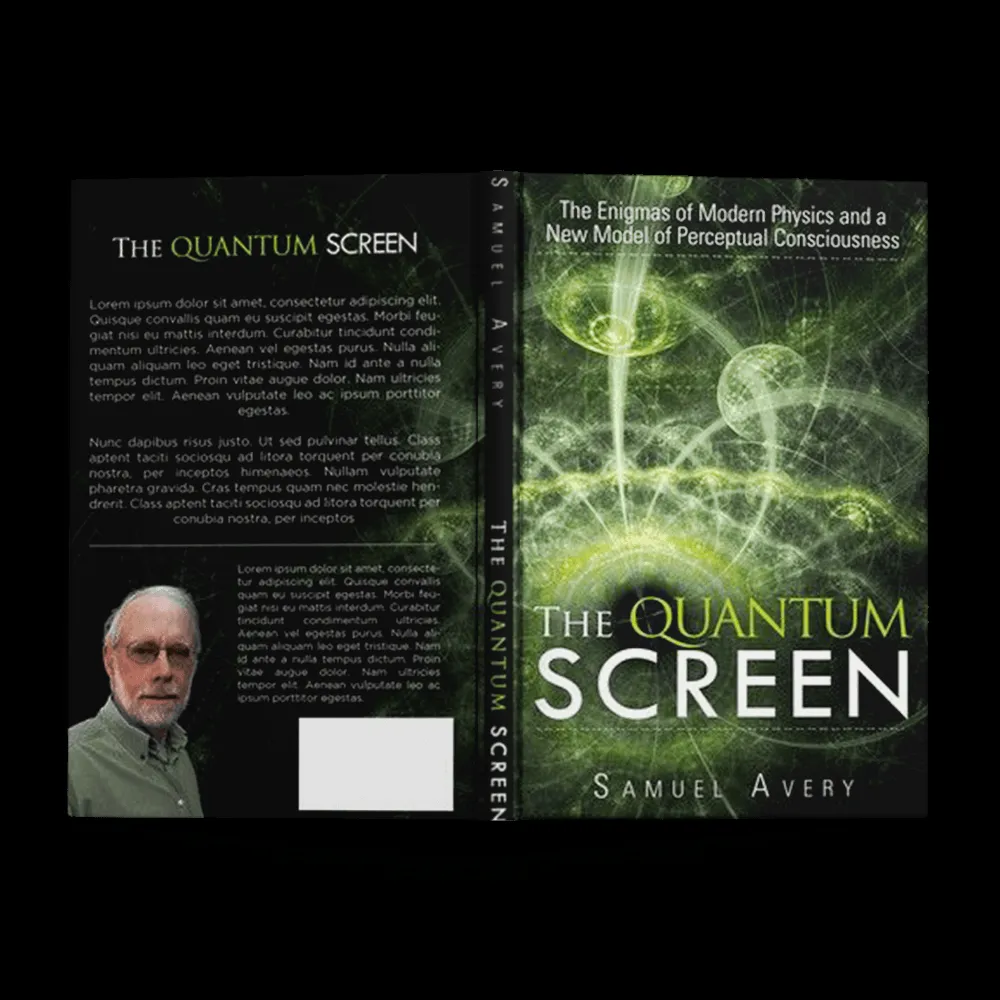 THE QUANTUM SCREEN
Lorem ipsum dolor sit amet, consectetur adipiscing elit.
Quisque convallis quam eu suscipit egestas. Morbi feu-
giat nisi eu mattis interdum. Curabitur tincidunt condi-
mentum ultricies. Aenean vel egestas purus. Nulla ali-
quam aliquam leo eget tristique. Nam id ante a nulla
tempus dictum. Proin vitae augue dolor. Nam ultricies
tempor elit. Aenean vulputate leo ac ipsum porttitor
egestas.
Nunc dapibus risus justo. Ut sed pulvinar tellus. Class
aptent taciti sociosqu ad litora torquent per conubia
nostra, per inceptos himenaeos. Nullam vulputate
pharetra gravida. Cras tempus quam nec molestie hen-
drerit. Class aptent taciti sociosqu ad litora torquent per
conubia nostra, per inceptos
Lorem ipsum dolor sit amet, consecte-
tur adipiscing elit. Quisque convallis
quam eu suscipit egestas. Morbi feu-
giat nisi eu mattis interdum. Curabitur
tincidunt condimentum ultricies.
Aenean vel egestas purus. Nulla ali-
quam aliquam leo eget tristique. Nam
id ante a nulla tempus dictum. Proin
vitae augue dolor. Nam ultricies
tempor elit. Aenean vulputate leo ac
ipsum porttitor egestas.
SAMUEL AVERY
THE QUANTUM SCREEN
The Enigmas of Modern Physics and a
New Model of Perceptual Consciousness
THE QUANTUM
SCREEN
SAMUEL AVERY